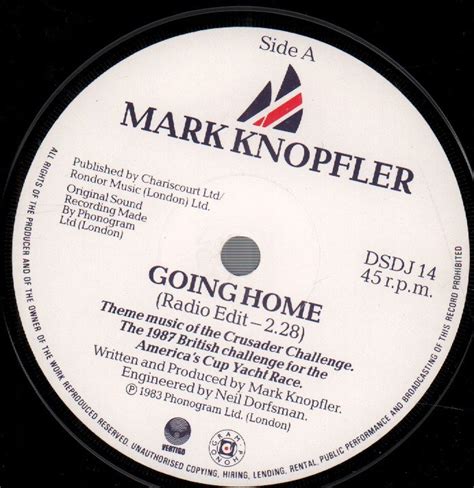 Side A
MARK KNOPFLER
Published by Chariscourt Ltd/
Rondor Music (London) Ltd.
Original Sound
Recording Made
By Phonogram
Ltd (London)
DSDJ 14
45 r.p.m.
GOING HOME
(Radio Edit – 2.28)
Theme music of the Crusader Challenge.
The 1987 British challenge for the
America's Cup Yacht Race.
Written and Produced by Mark Knopfler.
Engineered by Neil Dorfsman.
Ⓟ 1983 Phonogram Ltd. (London)
VERTIGO
PHONOGRAM
ALL RIGHTS OF THE PRODUCER AND OF THE OWNER OF THE WORK REPRODUCED RESERVED. UNAUTHORISED COPYING, HIRING, LENDING, RENTAL, PUBLIC PERFORMANCE AND BROADCASTING OF THIS RECORD PROHIBITED